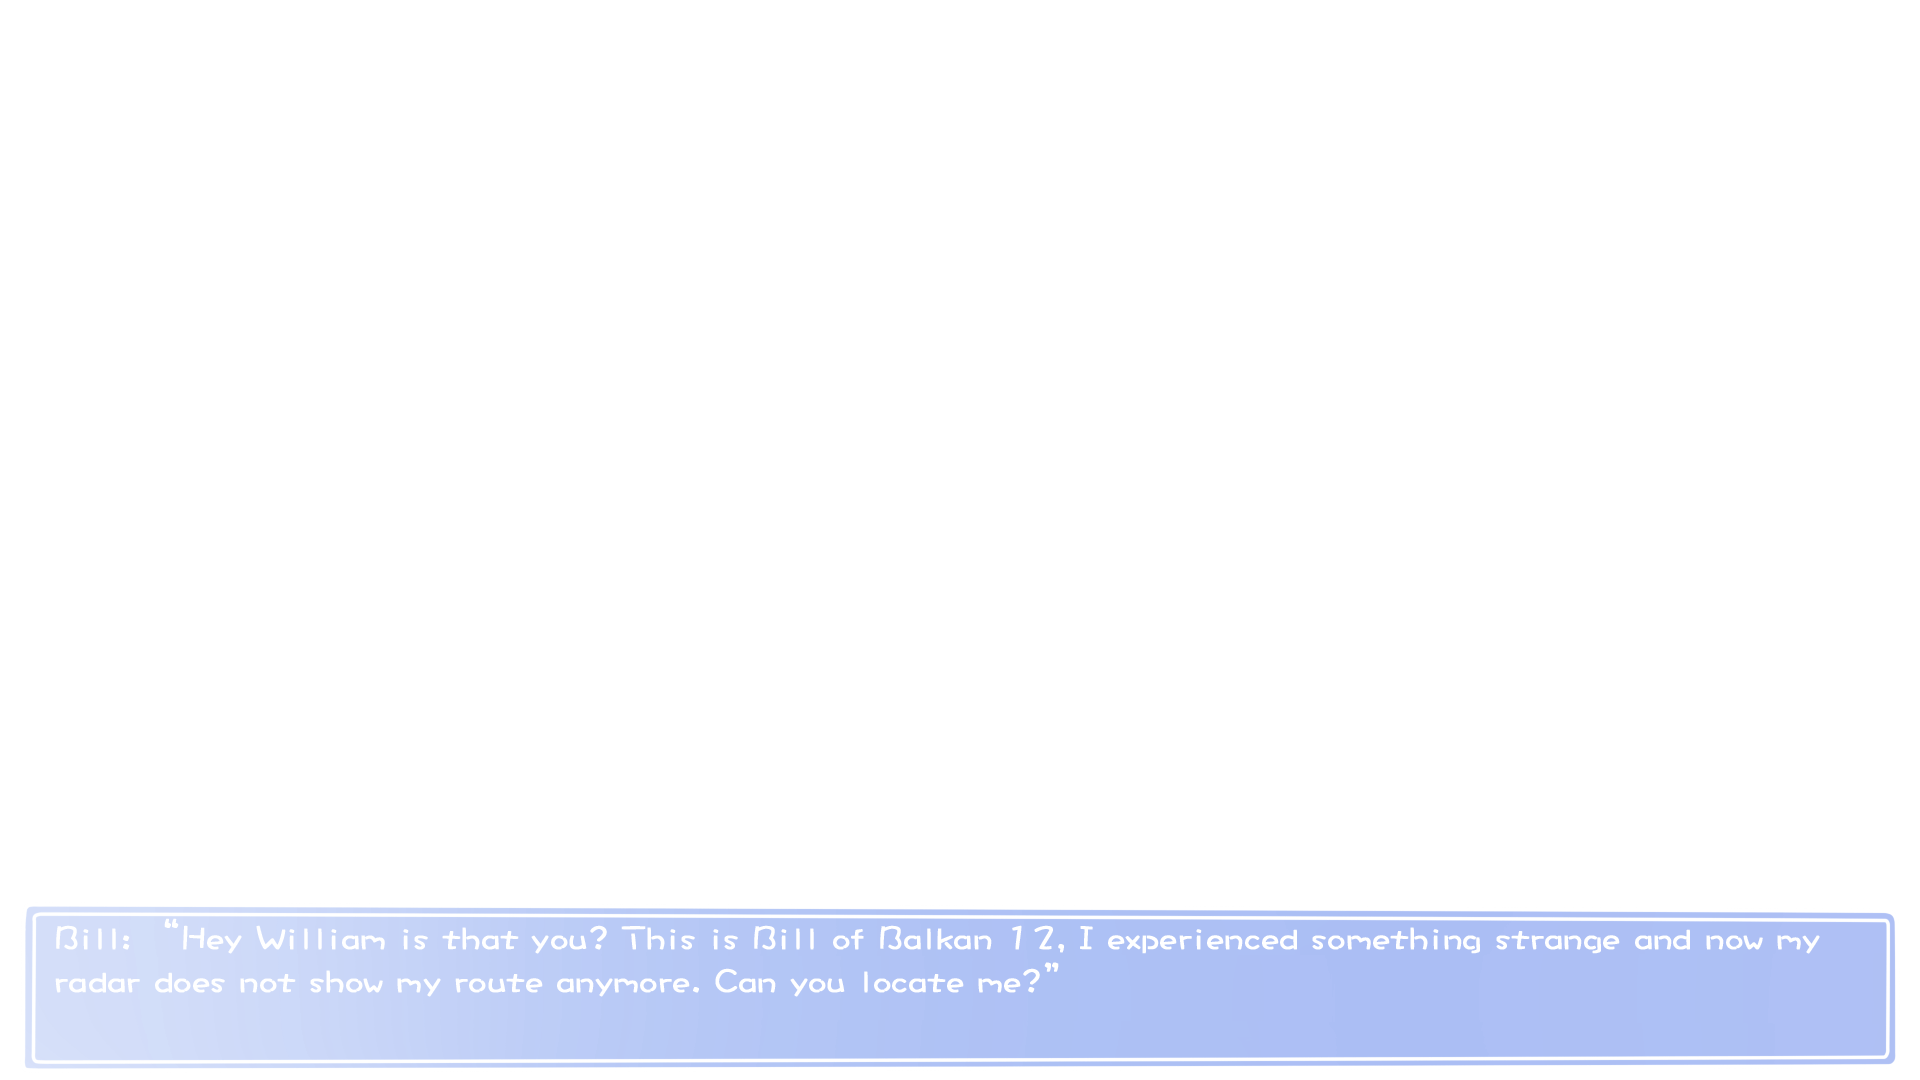 Bill: “Hey William is that you? This is Bill of Balkan 12, I experienced something strange and now my
radar does not show my route anymore. Can you locate me?”